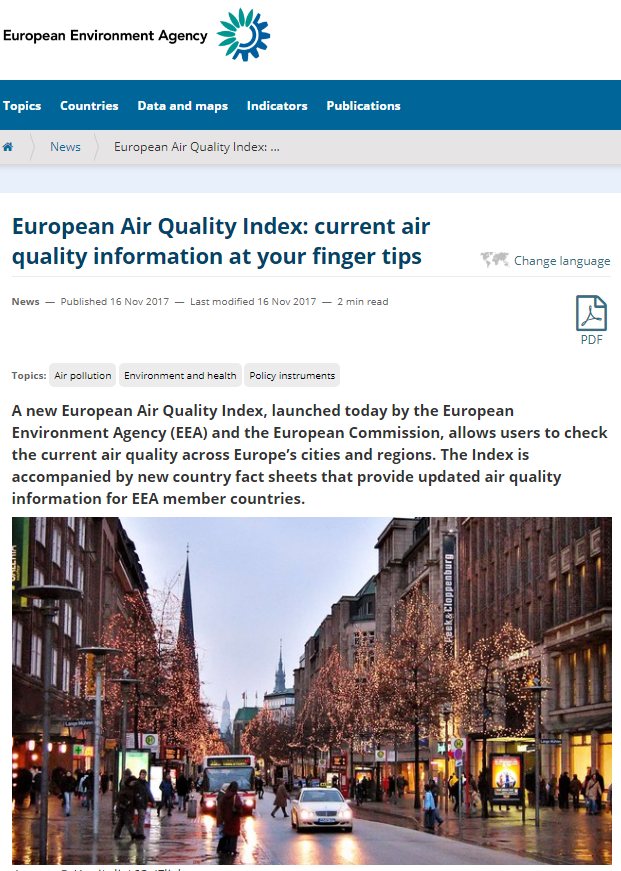 European Environment Agency
Topics Countries Data and maps Indicators Publications
News European Air Quality Index: ...
European Air Quality Index: current air
quality information at your finger tips
Change language
News — Published 16 Nov 2017 — Last modified 16 Nov 2017 — 2 min read
PDF
Topics: Air pollution Environment and health Policy instruments
A new European Air Quality Index, launched today by the European
Environment Agency (EEA) and the European Commission, allows users to check
the current air quality across Europe’s cities and regions. The Index is
accompanied by new country fact sheets that provide updated air quality
information for EEA member countries.
Peek&Cloppenburg